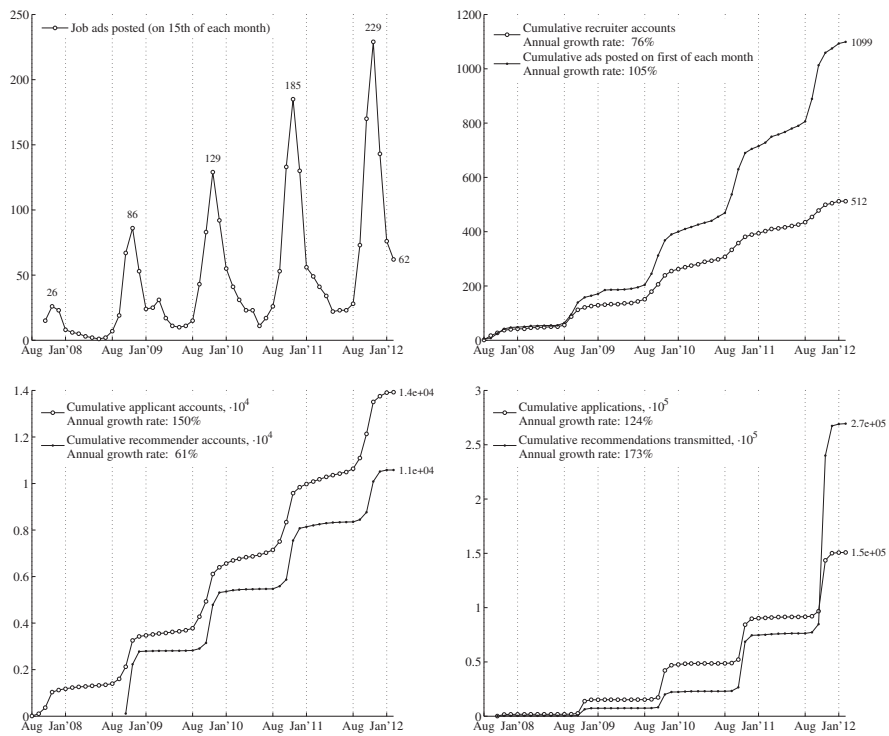 250
200
150
100
50
0
Job ads posted (on 15th of each month)
26
86
129
185
229
62
Aug Jan'08 Aug Jan'09 Aug Jan'10 Aug Jan'11 Aug Jan'12
1200
1000
800
600
400
200
0
Cumulative recruiter accounts
Annual growth rate: 76%
Cumulative ads posted on first of each month
Annual growth rate: 105%
1099
512
Aug Jan'08 Aug Jan'09 Aug Jan'10 Aug Jan'11 Aug Jan'12
1.4
1.2
1
0.8
0.6
0.4
0.2
0
Cumulative applicant accounts, ·10⁴
Annual growth rate: 150%
Cumulative recommender accounts, ·10⁴
Annual growth rate: 61%
1.4e+04
1.1e+04
Aug Jan'08 Aug Jan'09 Aug Jan'10 Aug Jan'11 Aug Jan'12
3
2.5
2
1.5
1
0.5
0
Cumulative applications, ·10⁵
Annual growth rate: 124%
Cumulative recommendations transmitted, ·10⁵
Annual growth rate: 173%
2.7e+05
1.5e+05
Aug Jan'08 Aug Jan'09 Aug Jan'10 Aug Jan'11 Aug Jan'12